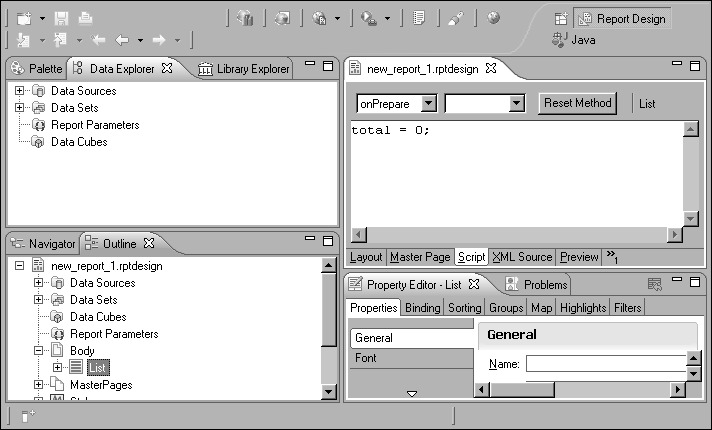 Report Design
Java
Palette Data Explorer Library Explorer
Data Sources
Data Sets
Report Parameters
Data Cubes
new_report_1.rptdesign
onPrepare Reset Method List
total = 0;
Layout Master Page Script XML Source Preview »1
Navigator Outline
new_report_1.rptdesign
Data Sources
Data Sets
Data Cubes
Report Parameters
Body
List
MasterPages
Property Editor - List Problems
Properties Binding Sorting Groups Map Highlights Filters
General
Font
General
Name: